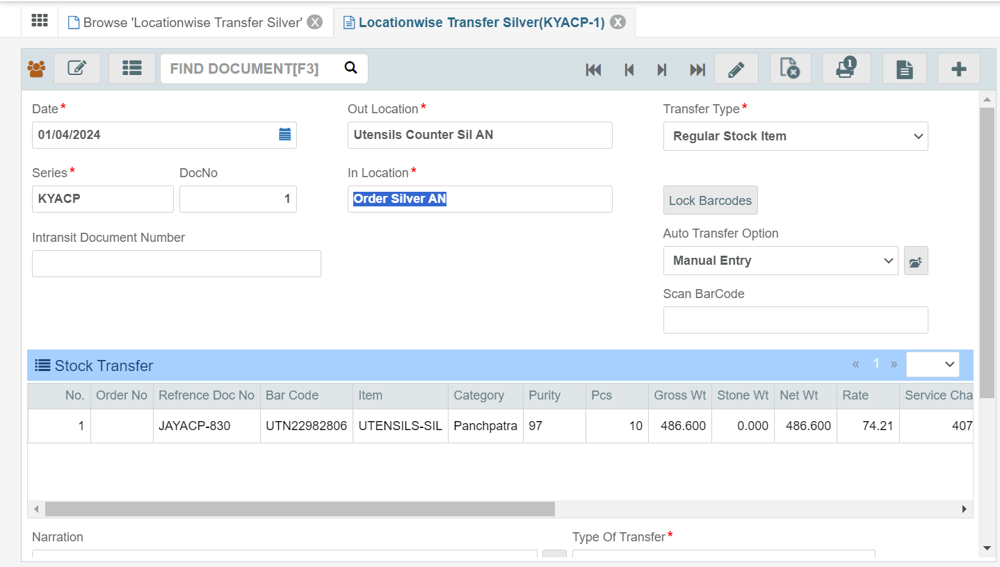 Browse 'Locationwise Transfer Silver' X
Locationwise Transfer Silver(KYACP-1) X
FIND DOCUMENT[F3]
1
Date*
Out Location*
Transfer Type*
01/04/2024
Utensils Counter Sil AN
Regular Stock Item
Series*
DocNo
In Location*
KYACP
1
Order Silver AN
Lock Barcodes
Intransit Document Number
Auto Transfer Option
Manual Entry
Scan BarCode
Stock Transfer
« 1 »
No. Order No Refrence Doc No Bar Code Item Category Purity Pcs Gross Wt Stone Wt Net Wt Rate Service Cha
1 JAYACP-830 UTN22982806 UTENSILS-SIL Panchpatra 97 10 486.600 0.000 486.600 74.21 407
Narration
Type Of Transfer*